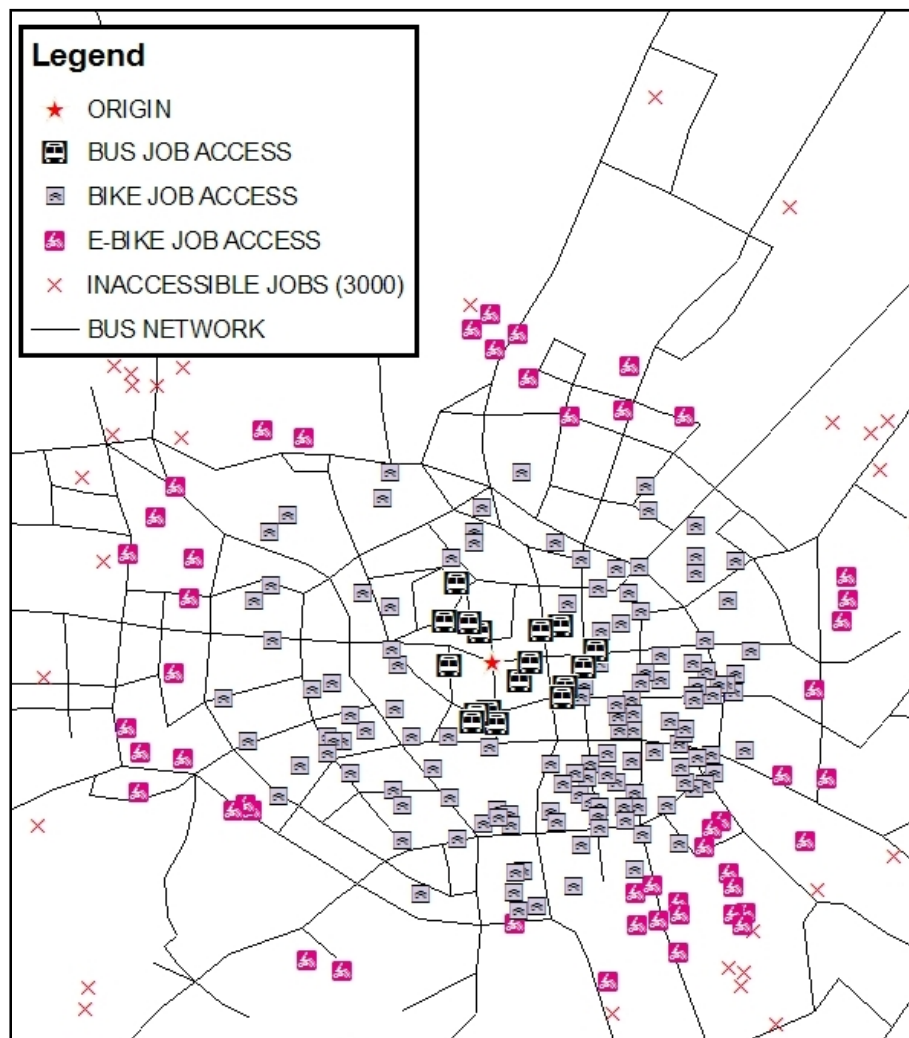 Legend
ORIGIN
BUS JOB ACCESS
BIKE JOB ACCESS
E-BIKE JOB ACCESS
INACCESSIBLE JOBS (3000)
BUS NETWORK